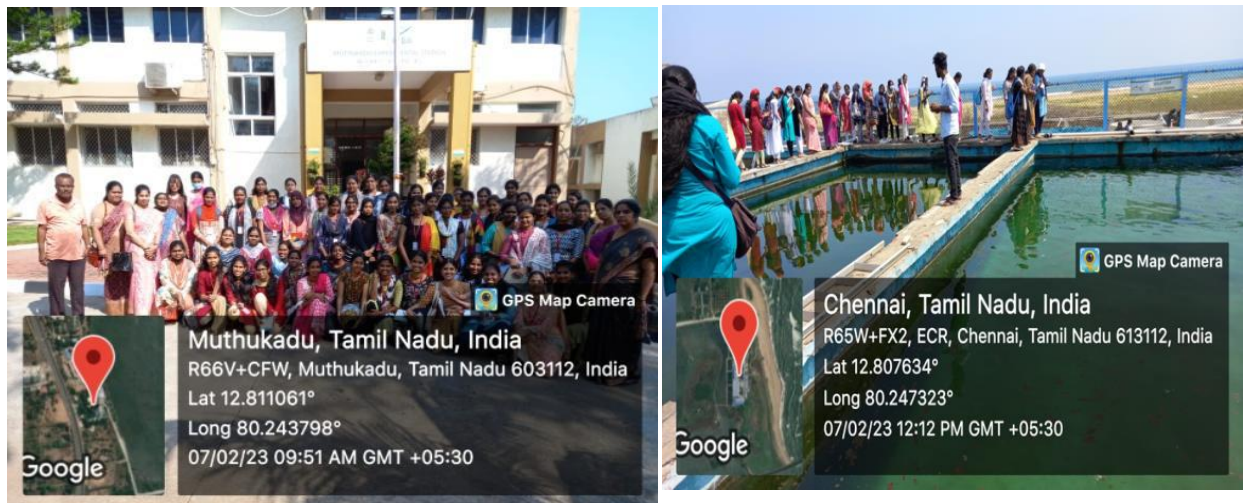 GPS Map Camera
Muthukadu, Tamil Nadu, India
R66V+CFW, Muthukadu, Tamil Nadu 603112, India
Lat 12.811061°
Long 80.243798°
07/02/23 09:51 AM GMT +05:30
Google
GPS Map Camera
Chennai, Tamil Nadu, India
R65W+FX2, ECR, Chennai, Tamil Nadu 613112, India
Lat 12.807634°
Long 80.247323°
07/02/23 12:12 PM GMT +05:30
Google